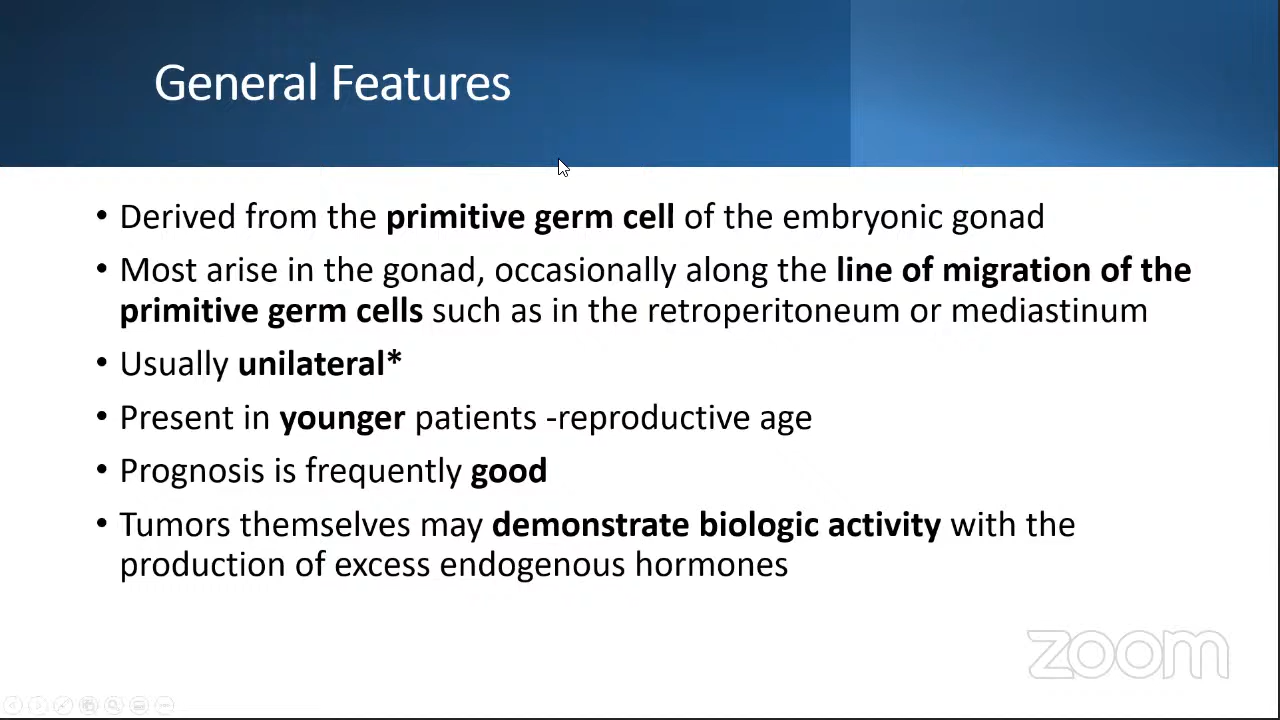 General Features
• Derived from the primitive germ cell of the embryonic gonad
• Most arise in the gonad, occasionally along the line of migration of the
primitive germ cells such as in the retroperitoneum or mediastinum
• Usually unilateral*
• Present in younger patients -reproductive age
• Prognosis is frequently good
• Tumors themselves may demonstrate biologic activity with the
production of excess endogenous hormones
zoom